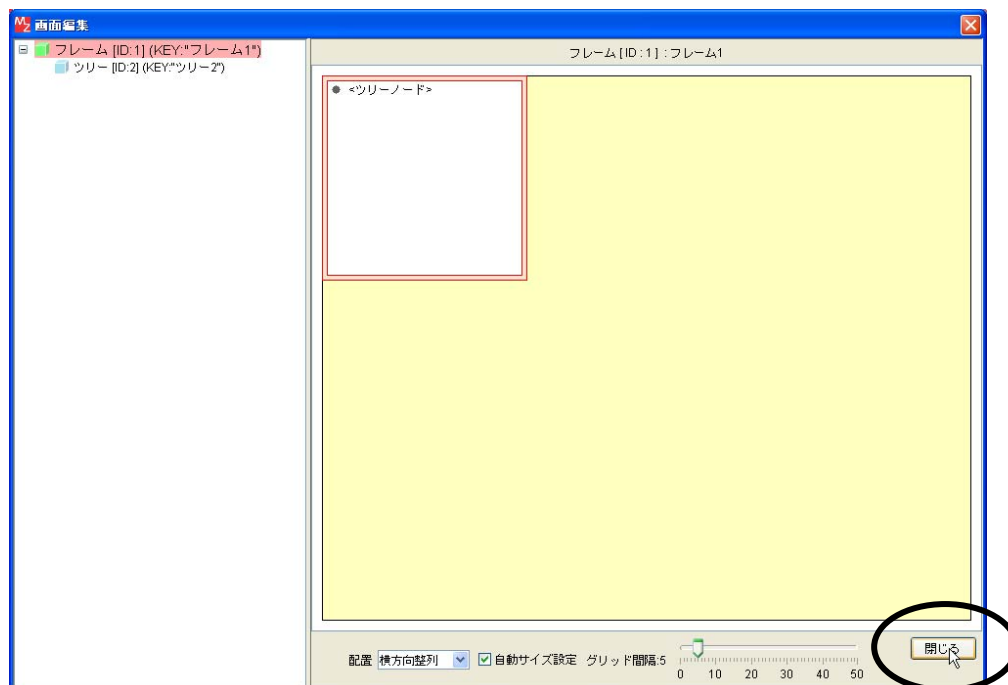 MZ 画面編集
フレーム [ID:1] (KEY:"フレーム1")
ツリー [ID:2] (KEY:"ツリー2")
フレーム [ID:1] : フレーム1
<ツリーノード>
配置 横方向整列 自動サイズ設定 グリッド間隔:5
0 10 20 30 40 50
閉じる